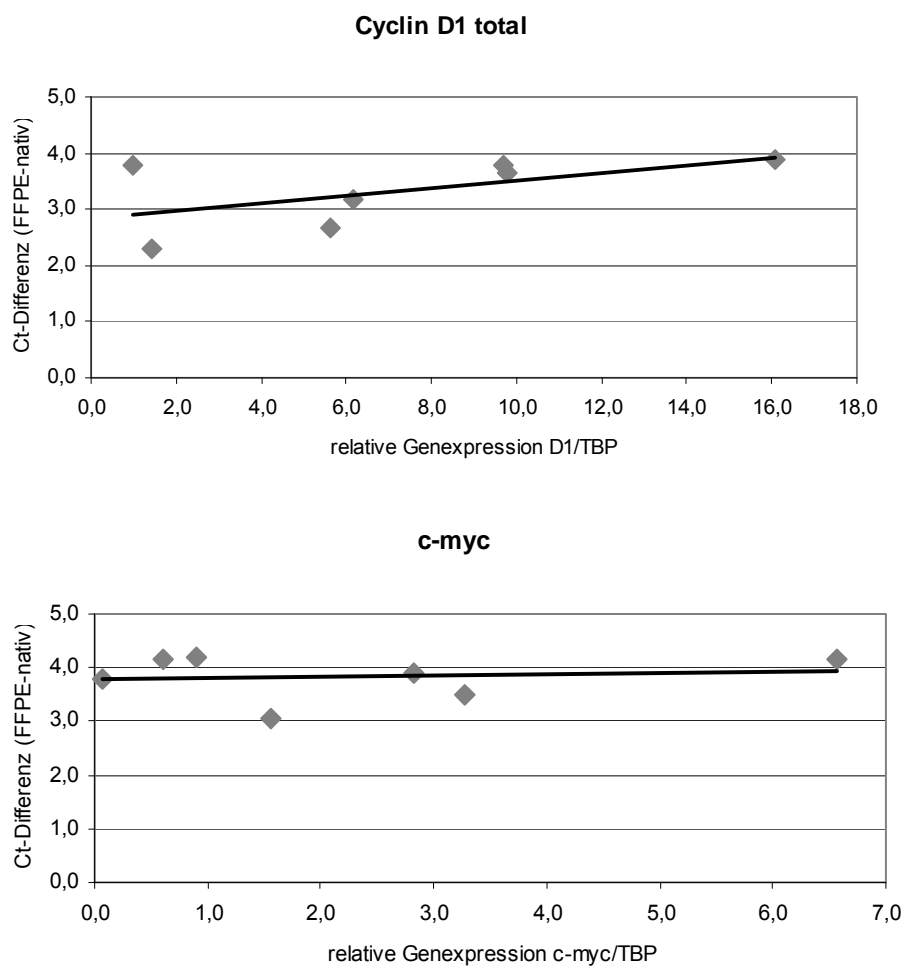 Cyclin D1 total
5,0
4,0
3,0
2,0
1,0
0,0
Ct-Differenz (FFPE-nativ)
0,0 2,0 4,0 6,0 8,0 10,0 12,0 14,0 16,0 18,0
relative Genexpression D1/TBP
c-myc
5,0
4,0
3,0
2,0
1,0
0,0
Ct-Differenz (FFPE-nativ)
0,0 1,0 2,0 3,0 4,0 5,0 6,0 7,0
relative Genexpression c-myc/TBP